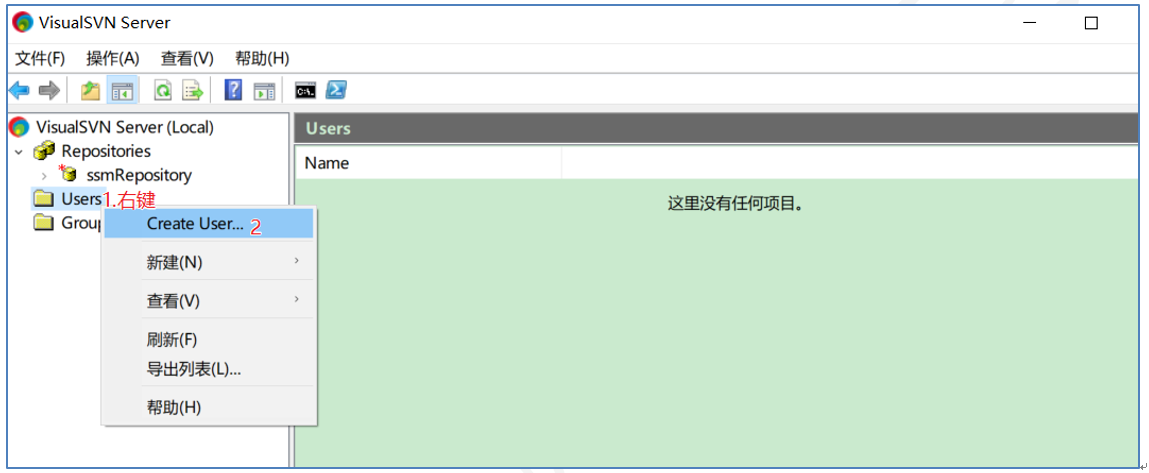 VisualSVN Server
文件(F) 操作(A) 查看(V) 帮助(H)
VisualSVN Server (Local)
Repositories
ssmRepository
Users 1.右键
Group
Create User... 2
新建(N)
查看(V)
刷新(F)
导出列表(L)...
帮助(H)
Users
Name
这里没有任何项目。